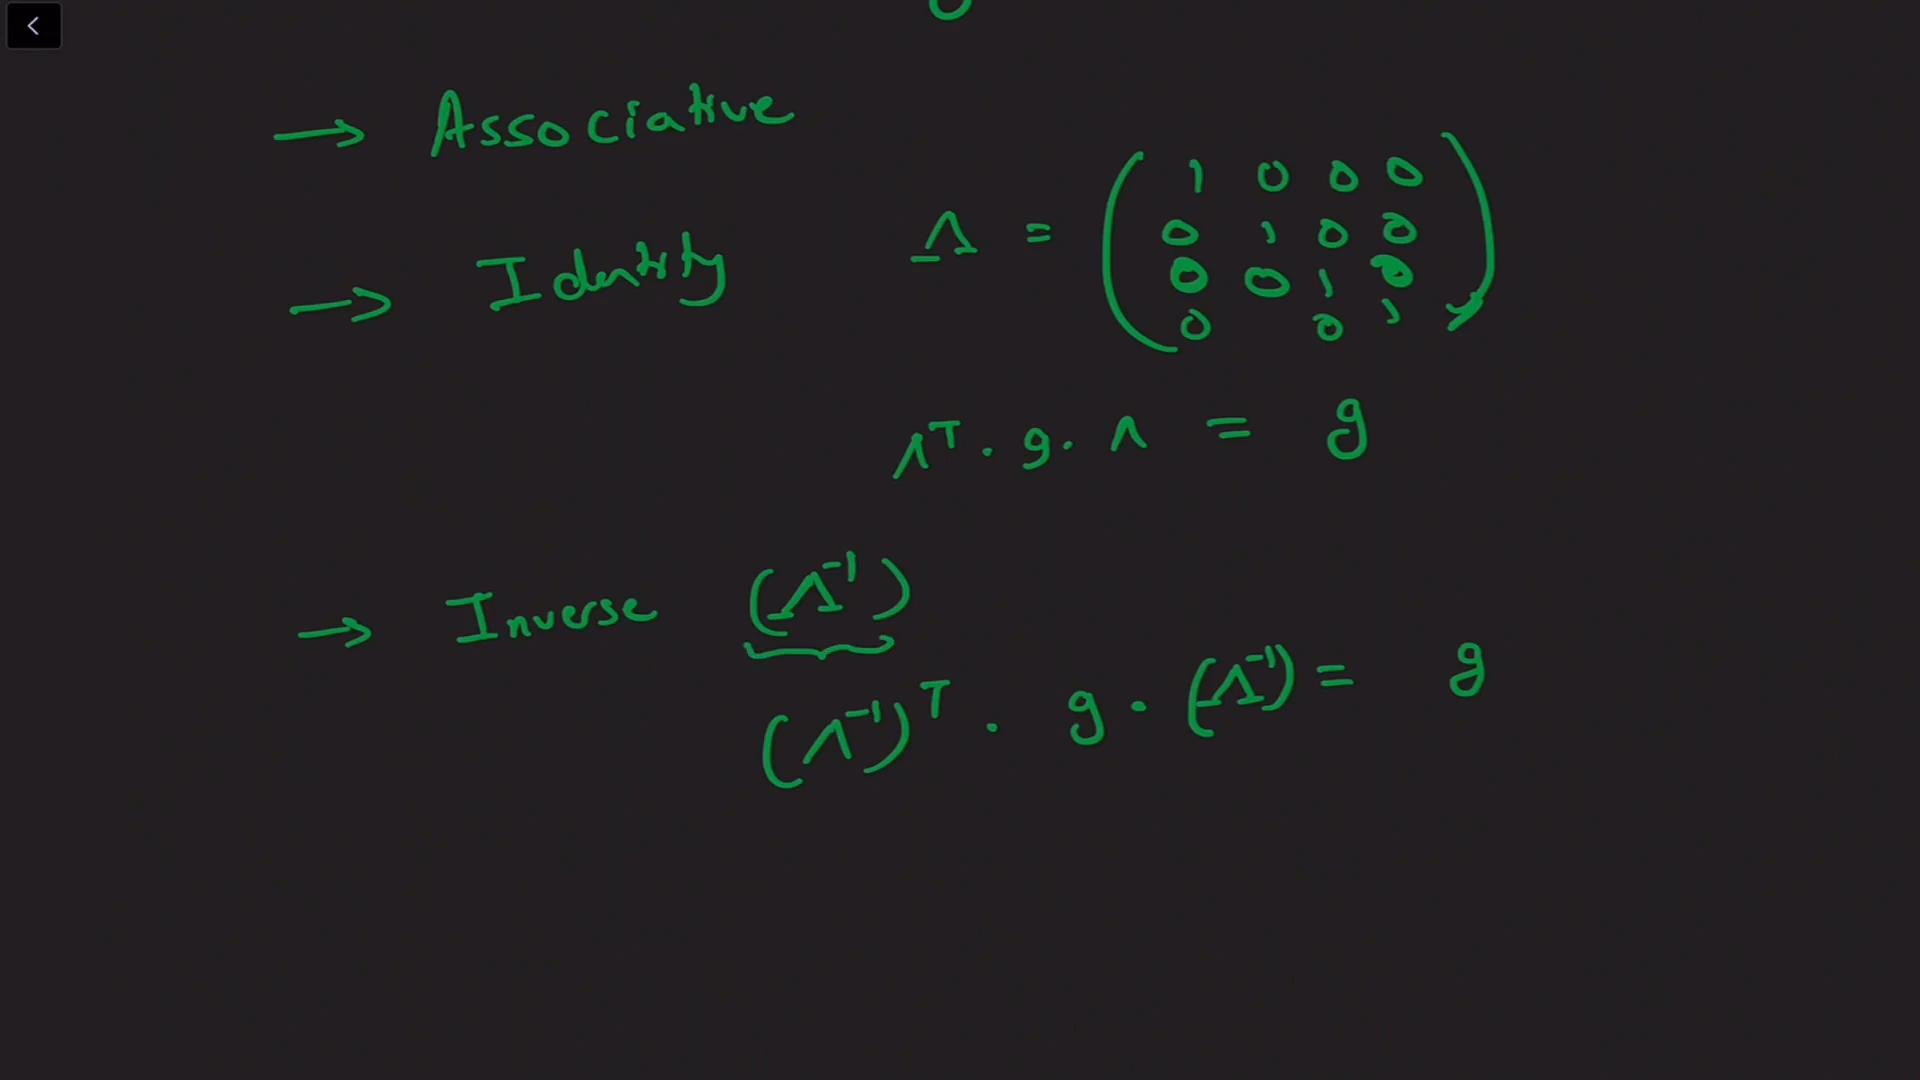 → Associative
→ Identity Λ = ( 1 0 0 0
0 1 0 0
0 0 1 0
0 0 1 )
Λᵀ . g . Λ = g
→ Inverse (Λ⁻¹)
(Λ⁻¹)ᵀ . g . (Λ⁻¹) = g